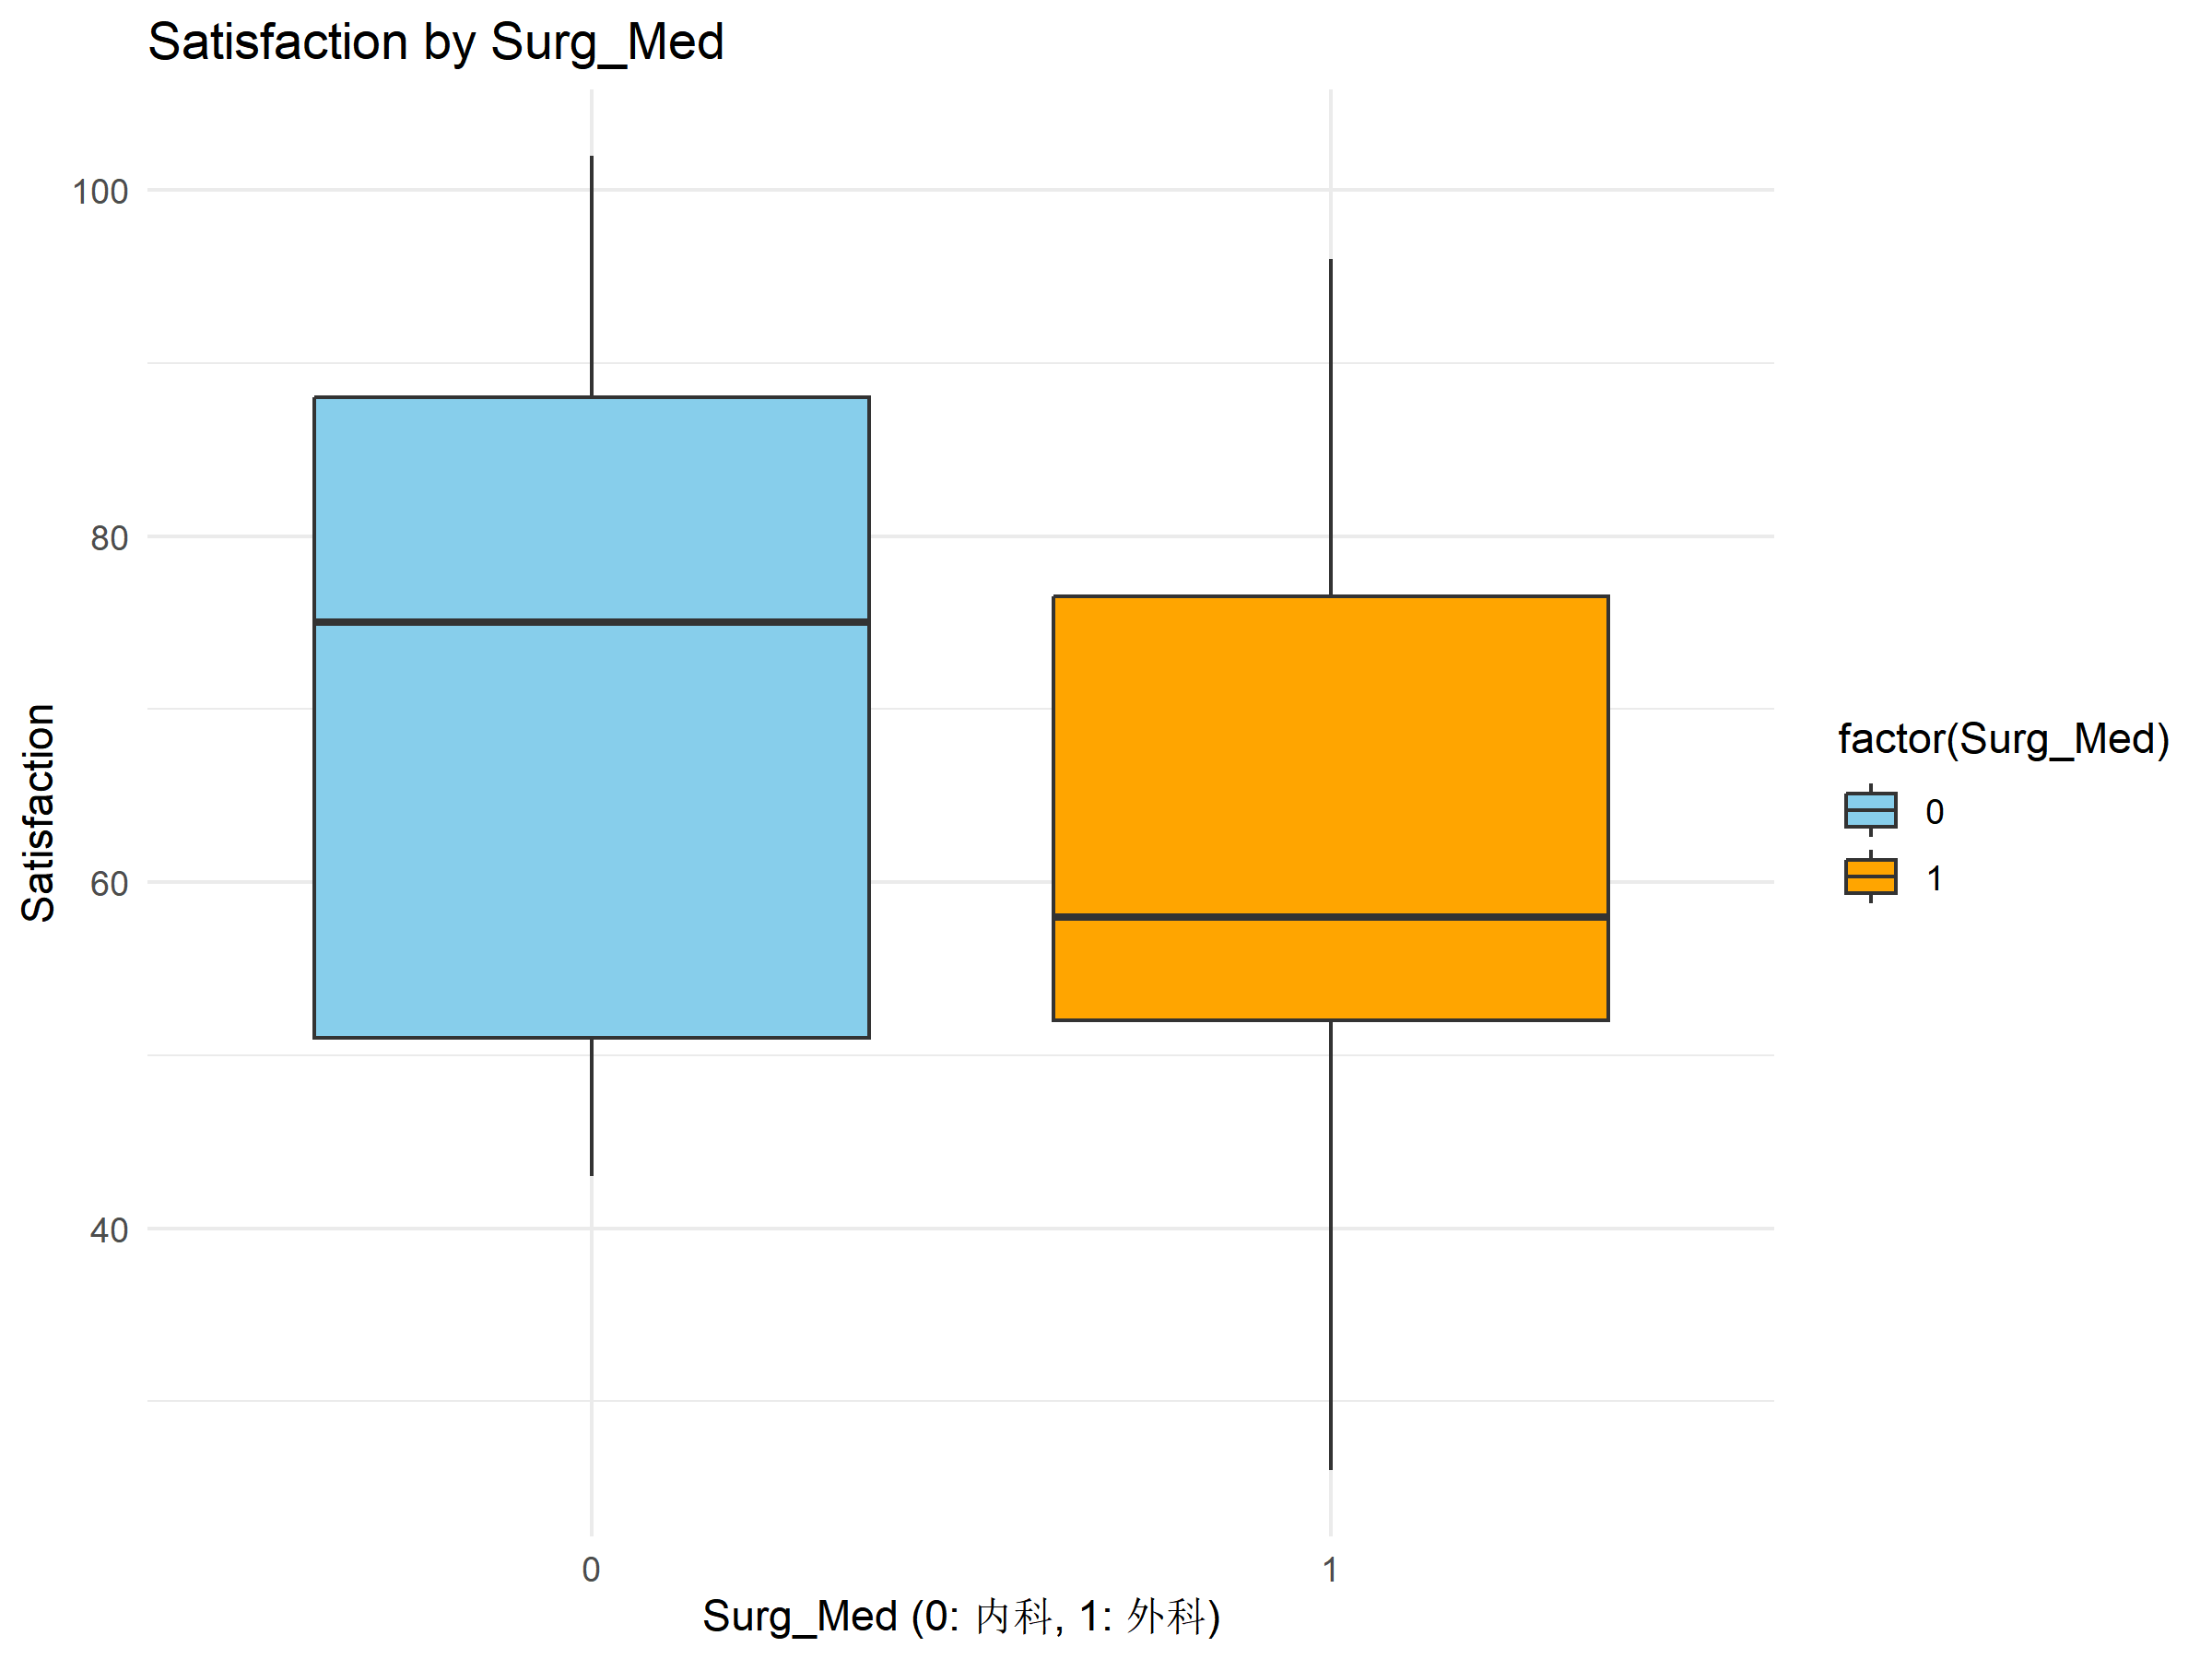 Satisfaction by Surg_Med
Satisfaction
100
80
60
40
0
1
Surg_Med (0: 内科, 1: 外科)
factor(Surg_Med)
0
1